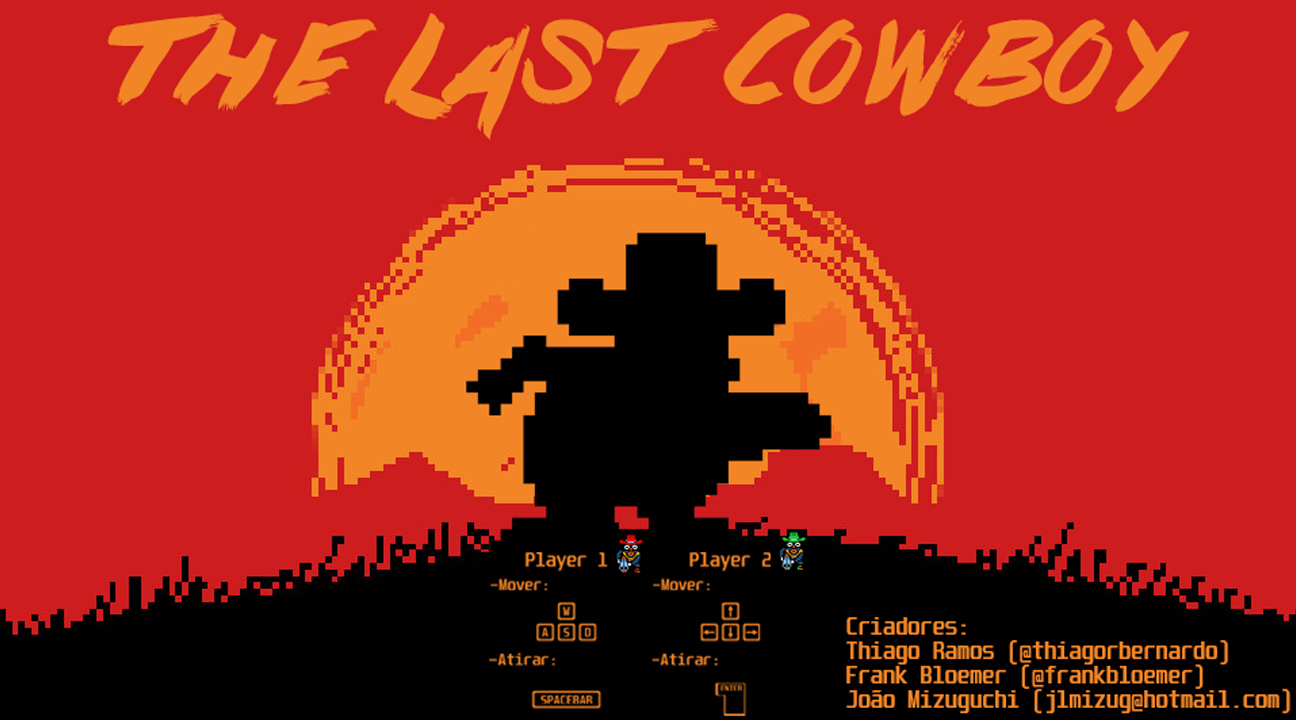 THE LAST COWBOY
Player 1
-Mover:
W
A S D
-Atirar:
SPACEBAR
Player 2
-Mover:
↑
← ↓ →
-Atirar:
ENTER
Criadores:
Thiago Ramos (@thiagorbernardo)
Frank Bloemer (@frankbloemer)
João Mizuguchi (jlmizug@hotmail.com)